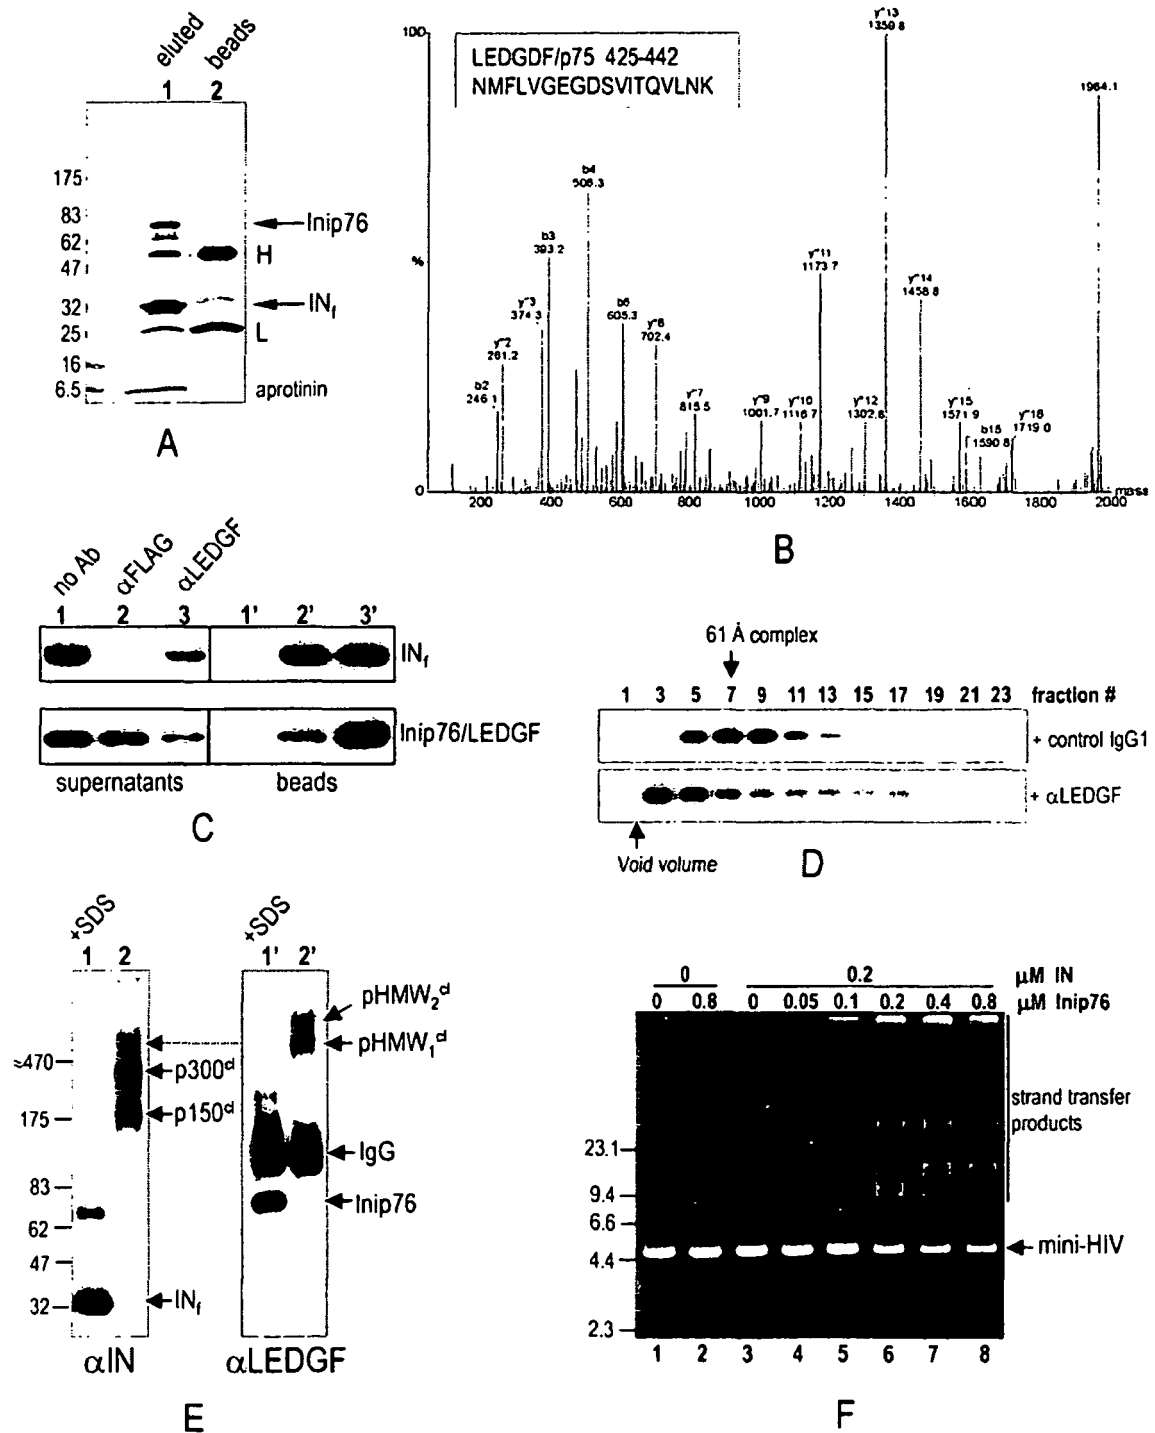 eluted
beads
1 2
175
83
62
47
32
25
16
6.5
Inip76
H
IN_f
L
aprotinin
A
100
%
0
LEDGDF/p75 425-442
NMFLVGEGDSVITQVLNK
y"13
1359.8
1964.1
b4
506.3
b3
393.2
y"11
1173.7
y"14
1458.8
y"3
374.3
b6
605.3
y"6
702.4
y"2
261.2
b2
246.1
y"7
815.5
y"9
1001.7
y"10
1116.7
y"12
1302.8
y"15
1571.9
b15
1590.8
y"16
1719.0
200 400 600 800 1000 1200 1400 1600 1800 2000
mass
B
no Ab
αFLAG
αLEDGF
1 2 3 1' 2' 3'
IN_f
Inip76/LEDGF
supernatants beads
C
61 Å complex
1 3 5 7 9 11 13 15 17 19 21 23 fraction #
+ control IgG1
+ αLEDGF
Void volume
D
+SDS
1 2
+SDS
1' 2'
≈470
175
83
62
47
32
p300^d
p150^d
IN_f
pHMW₂^d
pHMW₁^d
IgG
Inip76
αIN
αLEDGF
E
0 0.2 μM IN
0 0.8 0 0.05 0.1 0.2 0.4 0.8 μM Inip76
23.1
9.4
6.6
4.4
2.3
strand transfer
products
mini-HIV
1 2 3 4 5 6 7 8
F